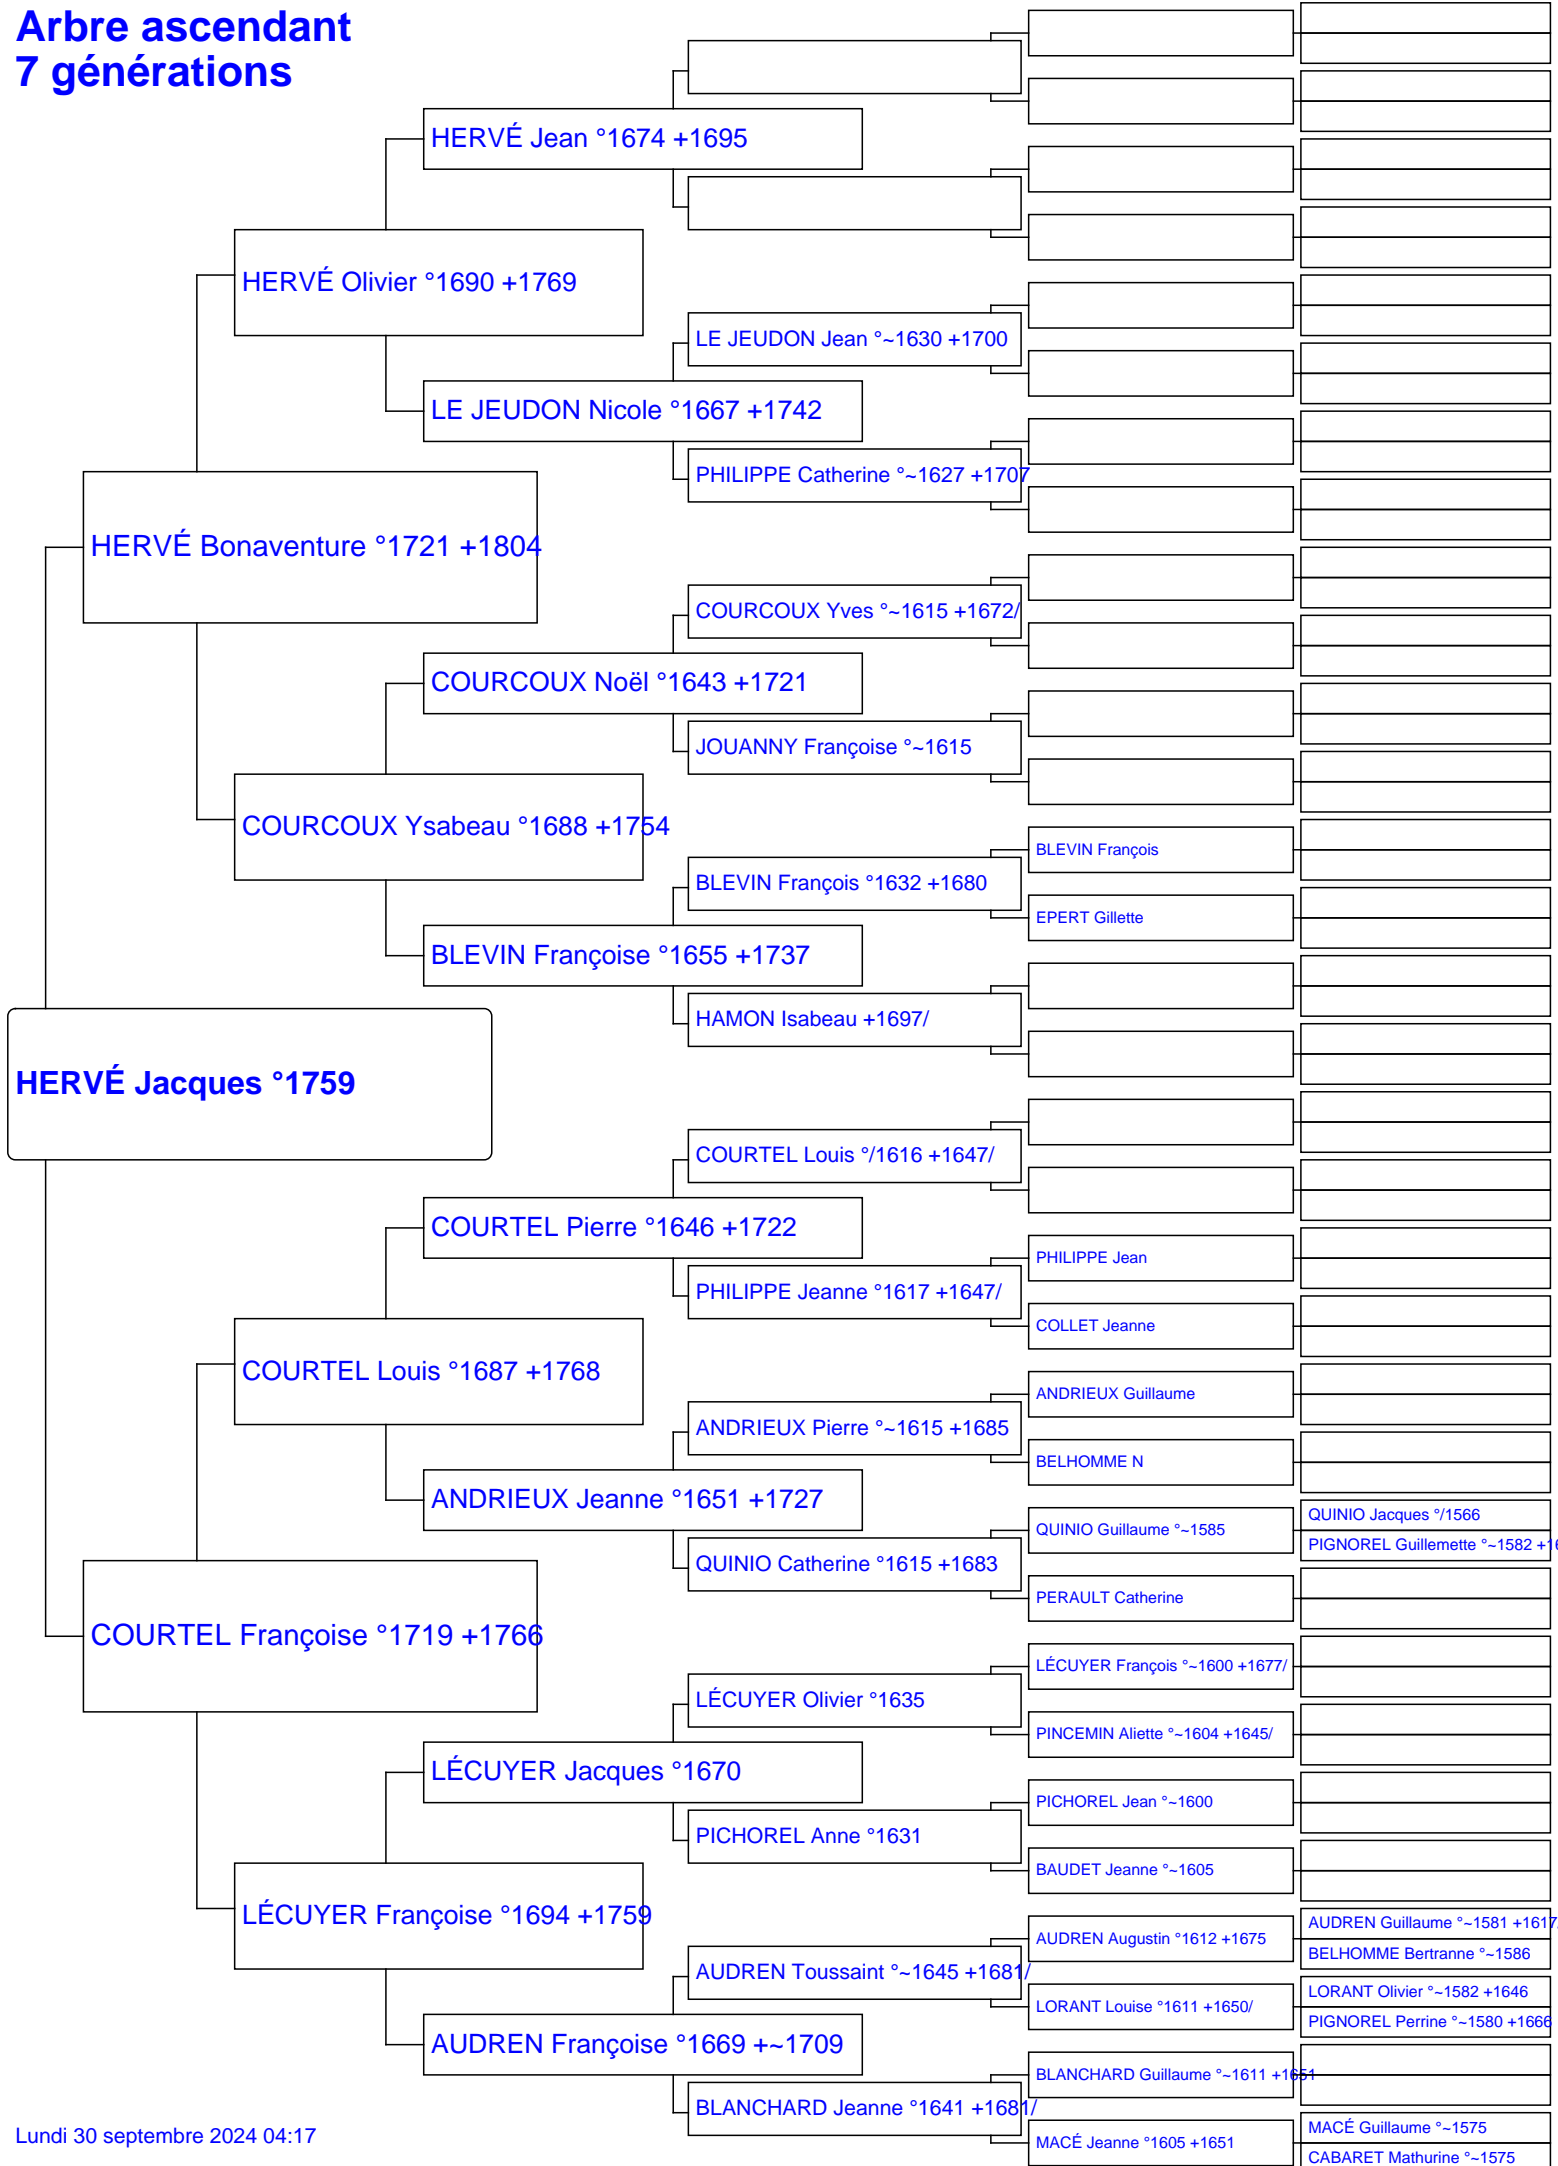 Arbre ascendant
7 générations
HERVÉ Jean °1674 +1695
HERVÉ Olivier °1690 +1769
LE JEUDON Jean °~1630 +1700
LE JEUDON Nicole °1667 +1742
PHILIPPE Catherine °~1627 +1707
HERVÉ Bonaventure °1721 +1804
COURCOUX Yves °~1615 +1672/
COURCOUX Noël °1643 +1721
JOUANNY Françoise °~1615
COURCOUX Ysabeau °1688 +1754
BLEVIN François
BLEVIN François °1632 +1680
EPERT Gillette
BLEVIN Françoise °1655 +1737
HAMON Isabeau +1697/
HERVÉ Jacques °1759
COURTEL Louis °/1616 +1647/
COURTEL Pierre °1646 +1722
PHILIPPE Jean
PHILIPPE Jeanne °1617 +1647/
COLLET Jeanne
COURTEL Louis °1687 +1768
ANDRIEUX Guillaume
ANDRIEUX Pierre °~1615 +1685
BELHOMME N
ANDRIEUX Jeanne °1651 +1727
QUINIO Jacques °/1566
QUINIO Guillaume °~1585
PIGNOREL Guillemette °~1582
QUINIO Catherine °1615 +1683
PERAULT Catherine
COURTEL Françoise °1719 +1766
LÉCUYER François °~1600 +1677/
LÉCUYER Olivier °1635
PINCEMIN Aliette °~1604 +1645/
LÉCUYER Jacques °1670
PICHOREL Jean °~1600
PICHOREL Anne °1631
BAUDET Jeanne °~1605
LÉCUYER Françoise °1694 +1759
AUDREN Guillaume °~1581 +1617/
AUDREN Augustin °1612 +1675
BELHOMME Bertranne °~1586
AUDREN Toussaint °~1645 +1681/
LORANT Olivier °~1582 +1646
LORANT Louise °1611 +1650/
PIGNOREL Perrine °~1580 +1666
AUDREN Françoise °1669 +~1709
BLANCHARD Guillaume °~1611 +1651
BLANCHARD Jeanne °1641 +1681/
MACÉ Guillaume °~1575
MACÉ Jeanne °1605 +1651
CABARET Mathurine °~1575
Lundi 30 septembre 2024 04:17